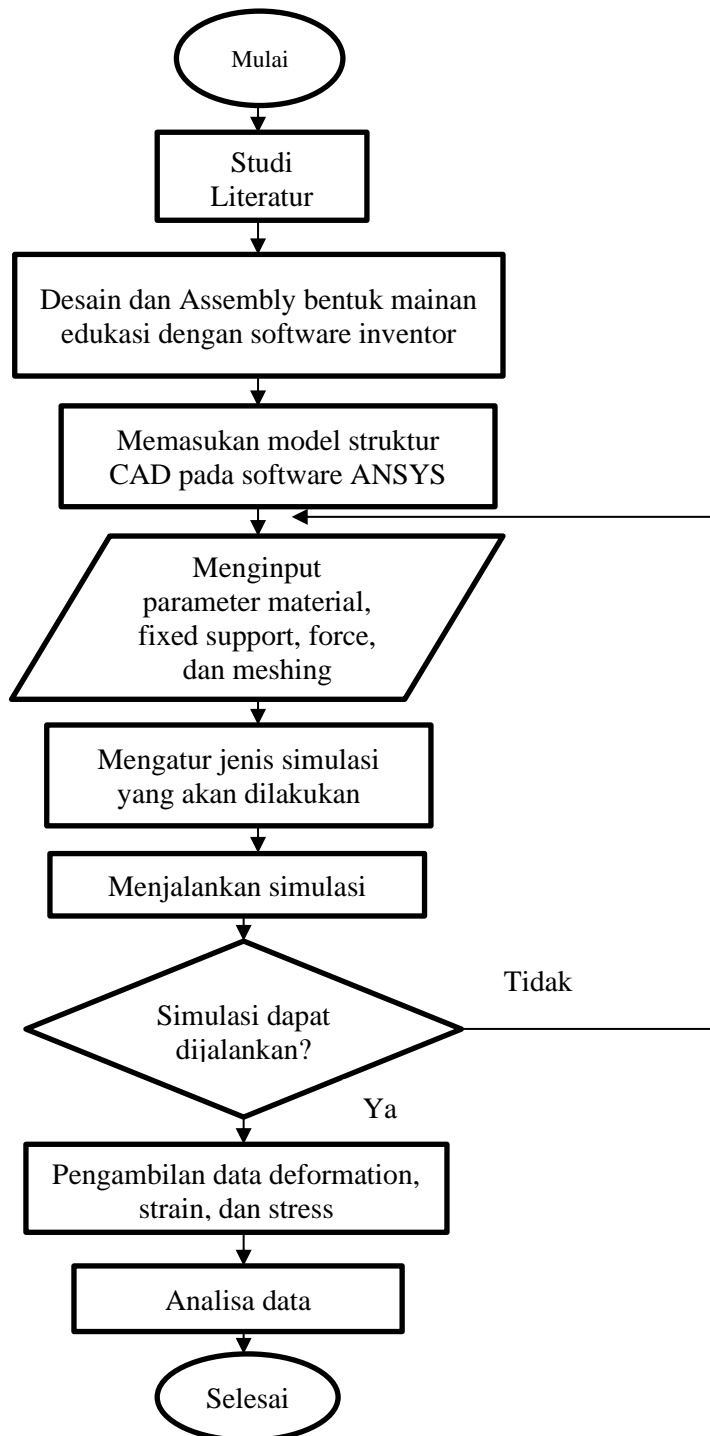 Mulai
Studi
Literatur
Desain dan Assembly bentuk mainan
edukasi dengan software inventor
Memasukan model struktur
CAD pada software ANSYS
Menginput
parameter material,
fixed support, force,
dan meshing
Mengatur jenis simulasi
yang akan dilakukan
Menjalankan simulasi
Tidak
Simulasi dapat
dijalankan?
Ya
Pengambilan data deformation,
strain, dan stress
Analisa data
Selesai